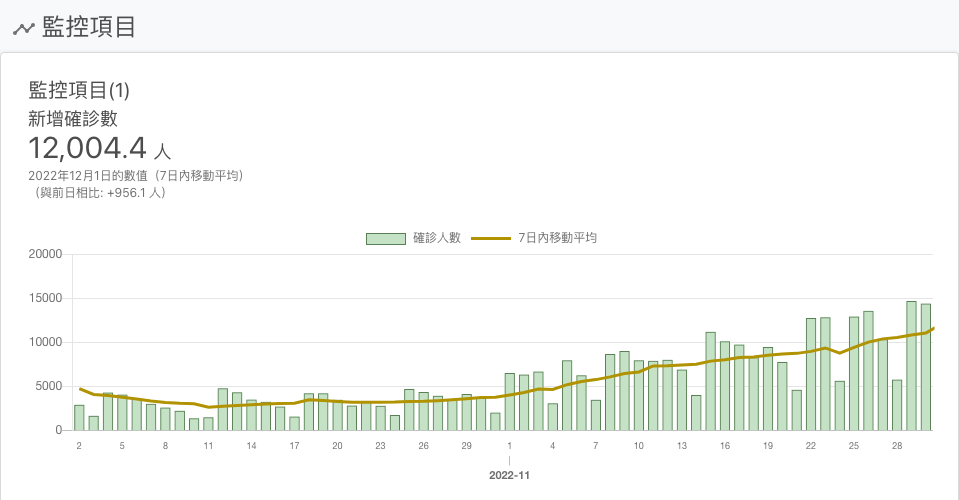 監控項目
監控項目(1)
新增確診數
12,004.4 人
2022年12月1日的數值（7日內移動平均）
（與前日相比: +956.1 人）
確診人數 7日內移動平均
20000
15000
10000
5000
0
2 5 8 11 14 17 20 23 26 29 1 4 7 10 13 16 19 22 25 28
2022-11